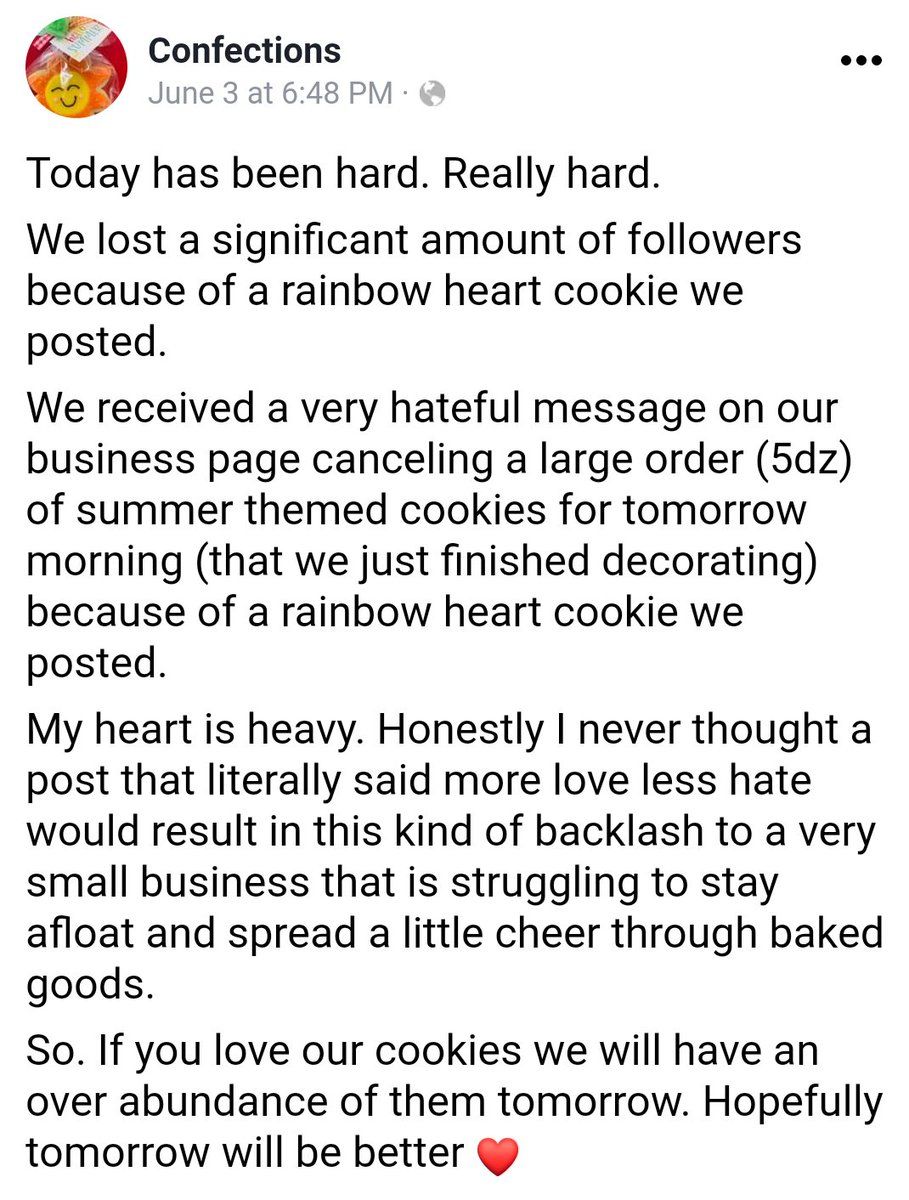 Confections
June 3 at 6:48 PM ·
Today has been hard. Really hard.
We lost a significant amount of followers
because of a rainbow heart cookie we
posted.
We received a very hateful message on our
business page canceling a large order (5dz)
of summer themed cookies for tomorrow
morning (that we just finished decorating)
because of a rainbow heart cookie we
posted.
My heart is heavy. Honestly I never thought a
post that literally said more love less hate
would result in this kind of backlash to a very
small business that is struggling to stay
afloat and spread a little cheer through baked
goods.
So. If you love our cookies we will have an
over abundance of them tomorrow. Hopefully
tomorrow will be better ❤️